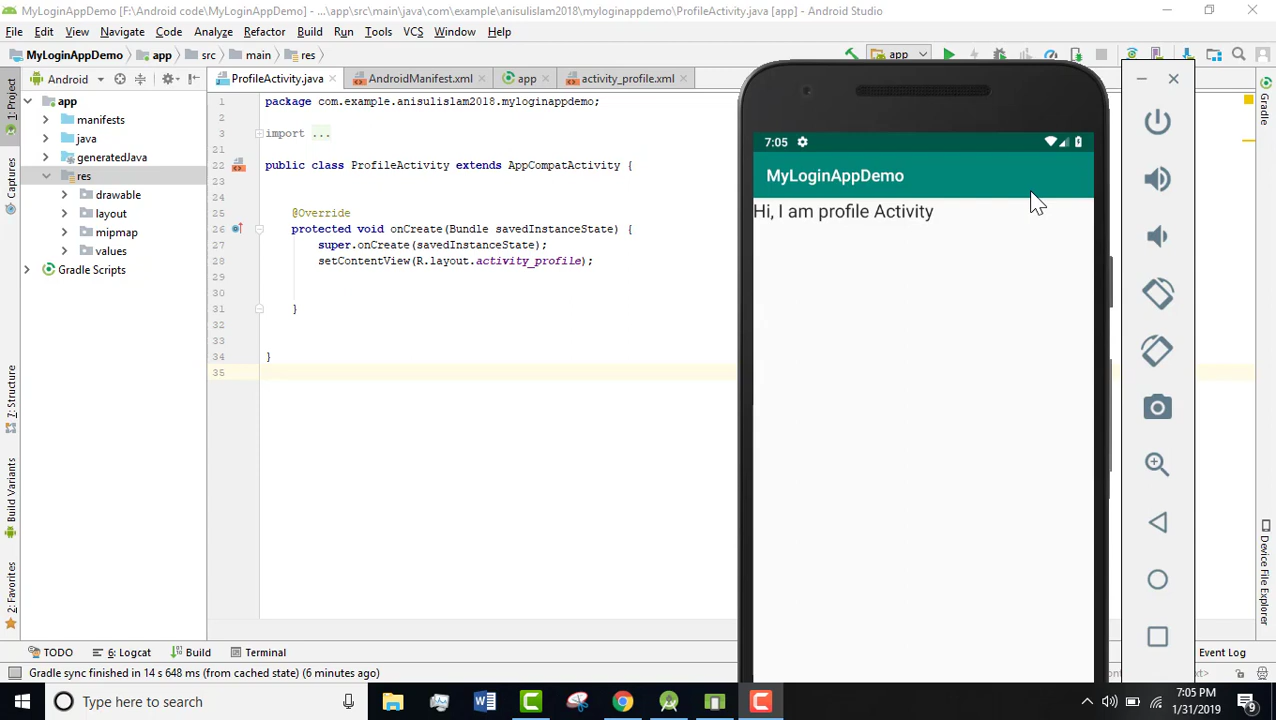 MyLoginAppDemo [F:\Android code\MyLoginAppDemo] - ...\app\src\main\java\com\example\anisulislam2018\myloginappdemo\ProfileActivity.java [app] - Android Studio
File Edit View Navigate Code Analyze Refactor Build Run Tools VCS Window Help
MyLoginAppDemo app src main res app
Android ProfileActivity.java AndroidManifest.xml app activity_profile.xml
1: Project
Captures
7: Structure
Build Variants
2: Favorites
app
manifests
java
generatedJava
res
drawable
layout
mipmap
values
Gradle Scripts
1 package com.example.anisulislam2018.myloginappdemo;
2
3 import ...
21
22 public class ProfileActivity extends AppCompatActivity {
23
24
25 @Override
26 protected void onCreate(Bundle savedInstanceState) {
27 super.onCreate(savedInstanceState);
28 setContentView(R.layout.activity_profile);
29
30
31 }
32
33
34 }
35
7:05
MyLoginAppDemo
Hi, I am profile Activity
Gradle
Device File Explorer
TODO 6: Logcat Build Terminal Event Log
Gradle sync finished in 14 s 648 ms (from cached state) (6 minutes ago)
Type here to search
7:05 PM
1/31/2019
9